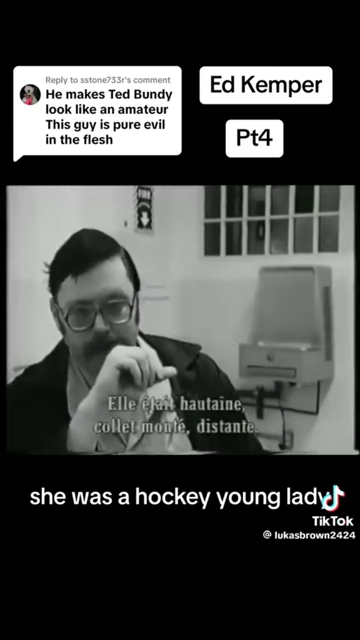 Reply to sstone733r's comment
He makes Ted Bundy
look like an amateur
This guy is pure evil
in the flesh
Ed Kemper
Pt4
FIRE
Elle était hautaine,
collet monté, distante.
she was a hockey young lady
TikTok
@ lukasbrown2424